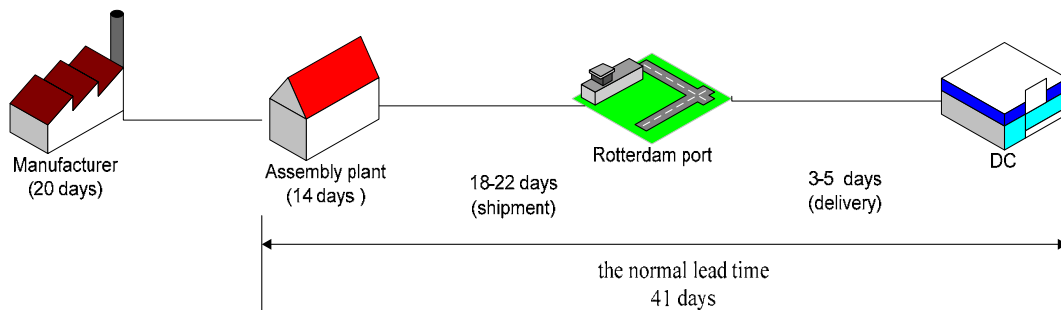 Manufacturer
(20 days)
Assembly plant
(14 days )
18-22 days
(shipment)
Rotterdam port
3-5 days
(delivery)
DC
the normal lead time
41 days